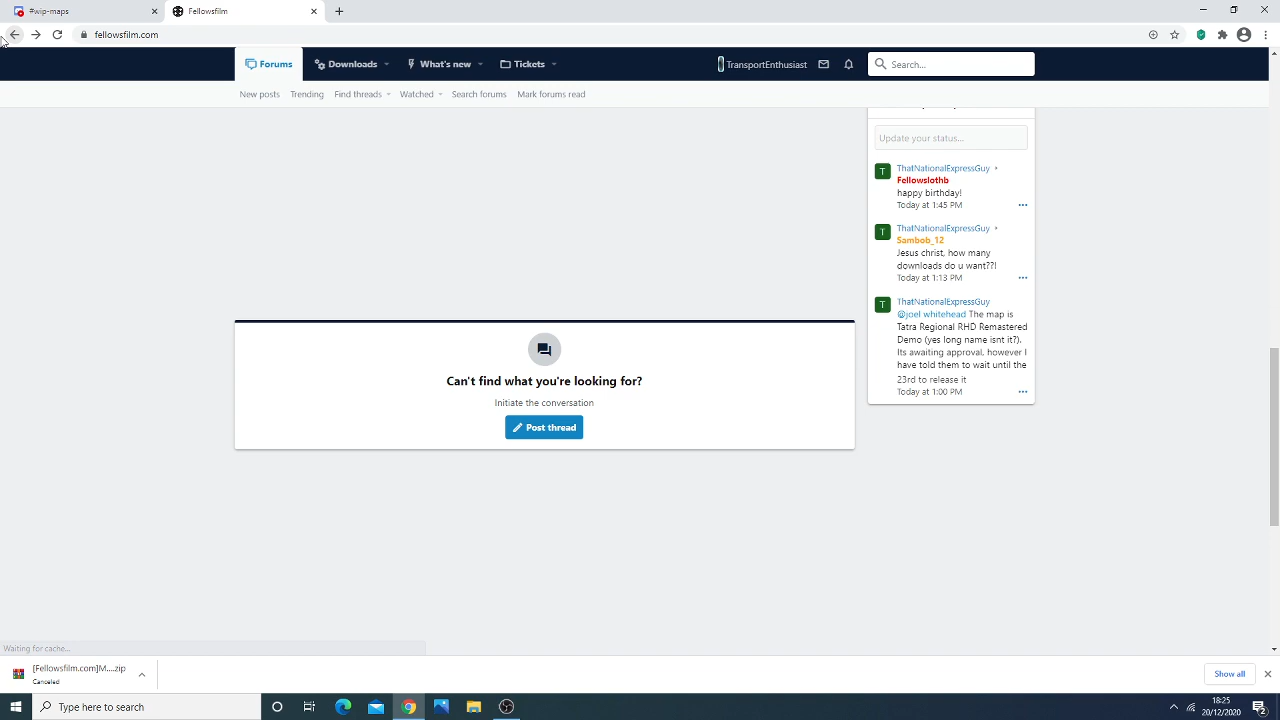 #wip-maps
Fellowsfilm
fellowsfilm.com
Forums
Downloads
What's new
Tickets
TransportEnthusiast
Search...
New posts
Trending
Find threads
Watched
Search forums
Mark forums read
Update your status...
T
ThatNationalExpressGuy
Fellowslothb
happy birthday!
Today at 1:45 PM
T
ThatNationalExpressGuy
Sambob_12
Jesus christ, how many
downloads do u want??!
Today at 1:13 PM
T
ThatNationalExpressGuy
@joel whitehead The map is
Tatra Regional RHD Remastered
Demo (yes long name isnt it?).
Its awaiting approval, however I
have told them to wait until the
23rd to release it
Today at 1:00 PM
Can't find what you're looking for?
Initiate the conversation
Post thread
Waiting for cache...
[Fellowsfilm.com]M....zip
Canceled
Show all
Type here to search
18:25
20/12/2020
2